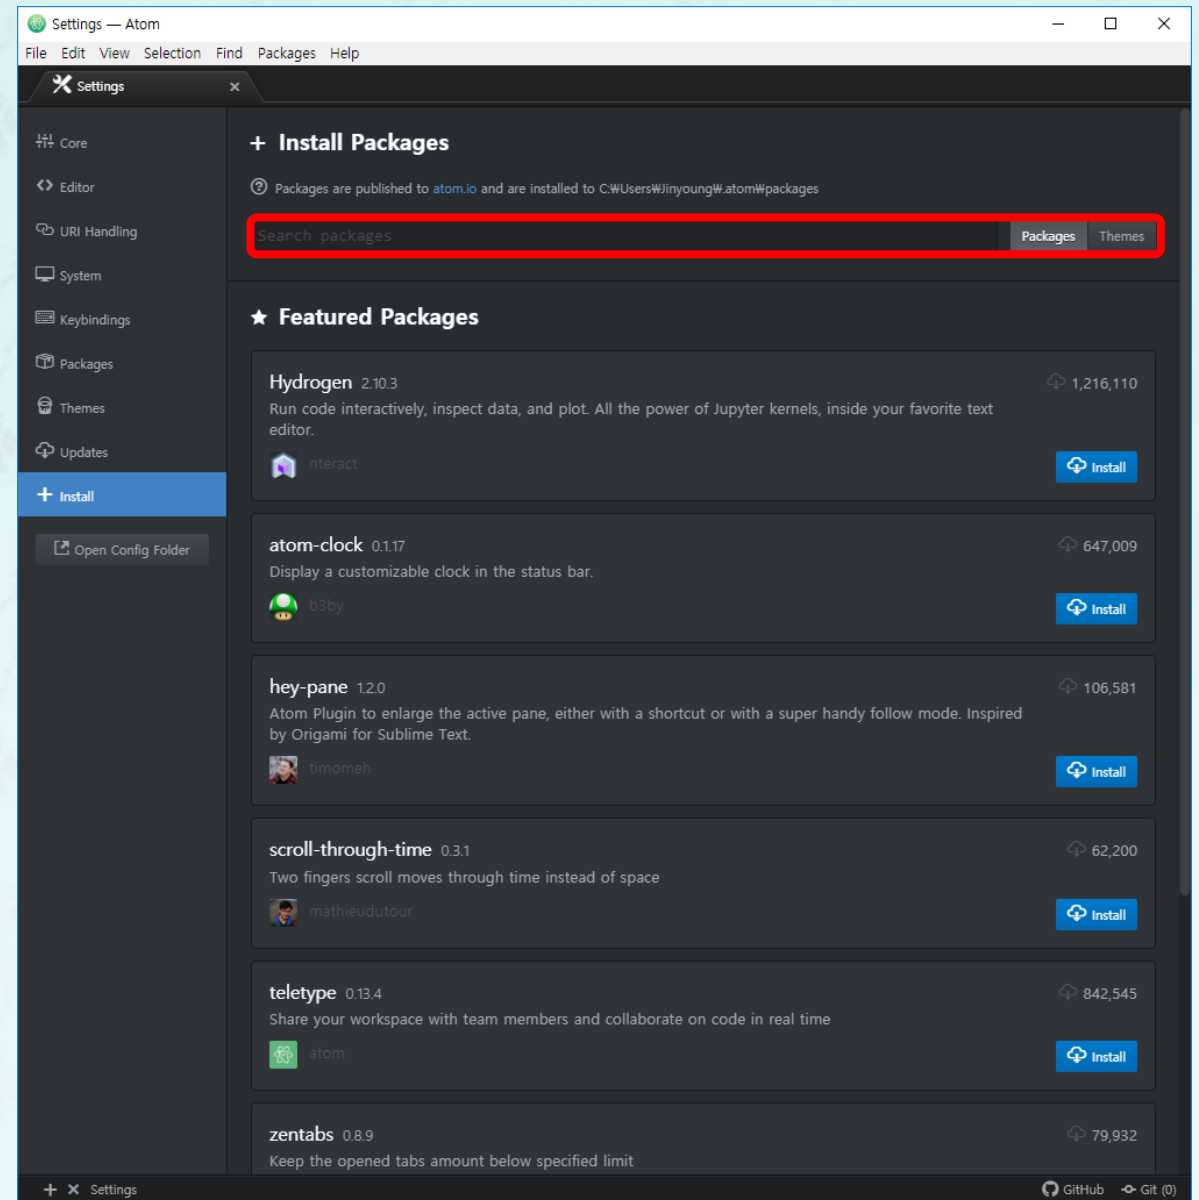 Settings — Atom
File Edit View Selection Find Packages Help
Settings
Core
Editor
URI Handling
System
Keybindings
Packages
Themes
Updates
Install
Open Config Folder
Install Packages
Packages are published to atom.io and are installed to C:₩Users₩Jinyoung₩.atom₩packages
Search packages
Packages Themes
Featured Packages
Hydrogen 2.10.3 1,216,110
Run code interactively, inspect data, and plot. All the power of Jupyter kernels, inside your favorite text
editor.
nteract
Install
atom-clock 0.1.17 647,009
Display a customizable clock in the status bar.
b3by
Install
hey-pane 1.2.0 106,581
Atom Plugin to enlarge the active pane, either with a shortcut or with a super handy follow mode. Inspired
by Origami for Sublime Text.
timomeh
Install
scroll-through-time 0.3.1 62,200
Two fingers scroll moves through time instead of space
mathieudutour
Install
teletype 0.13.4 842,545
Share your workspace with team members and collaborate on code in real time
atom
Install
zentabs 0.8.9 79,932
Keep the opened tabs amount below specified limit
Settings
GitHub Git (0)